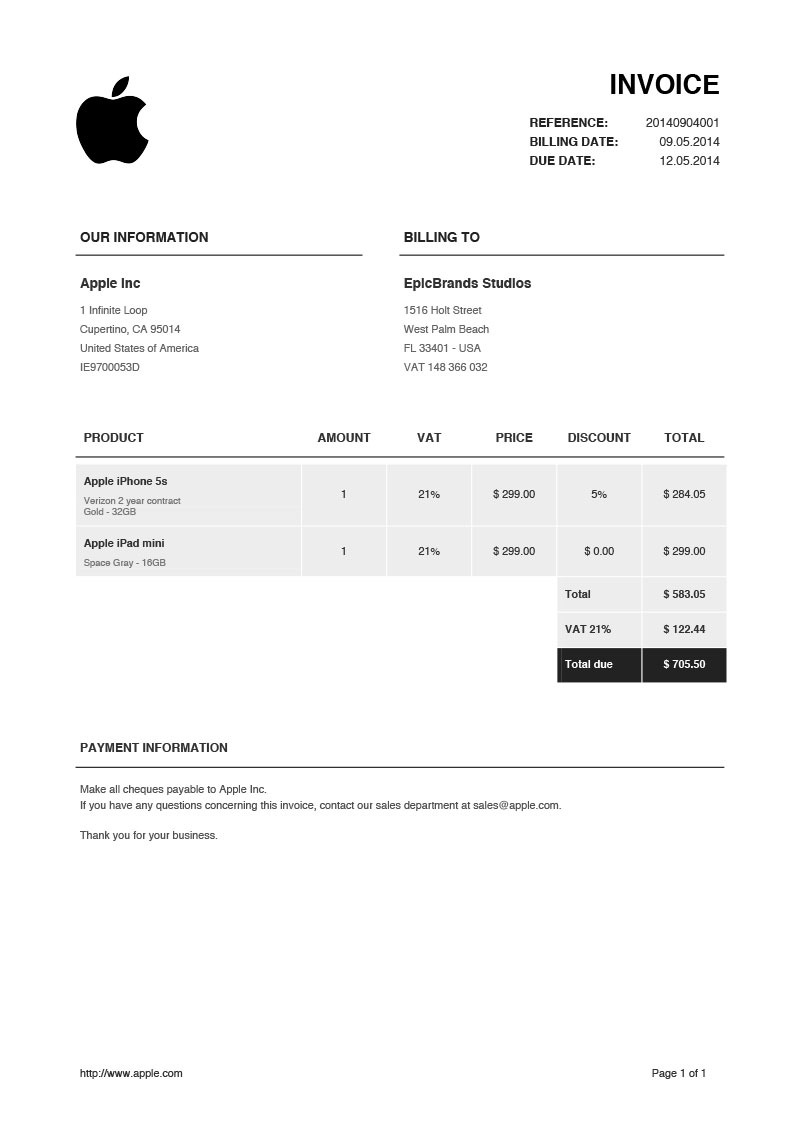 INVOICE
REFERENCE: 20140904001
BILLING DATE: 09.05.2014
DUE DATE: 12.05.2014
OUR INFORMATION
Apple Inc
1 Infinite Loop
Cupertino, CA 95014
United States of America
IE9700053D
BILLING TO
EpicBrands Studios
1516 Holt Street
West Palm Beach
FL 33401 - USA
VAT 148 366 032
PRODUCT AMOUNT VAT PRICE DISCOUNT TOTAL
Apple iPhone 5s 1 21% $ 299.00 5% $ 284.05
Verizon 2 year contract
Gold - 32GB
Apple iPad mini 1 21% $ 299.00 $ 0.00 $ 299.00
Space Gray - 16GB
Total $ 583.05
VAT 21% $ 122.44
Total due $ 705.50
PAYMENT INFORMATION
Make all cheques payable to Apple Inc.
If you have any questions concerning this invoice, contact our sales department at sales@apple.com.
Thank you for your business.
http://www.apple.com Page 1 of 1